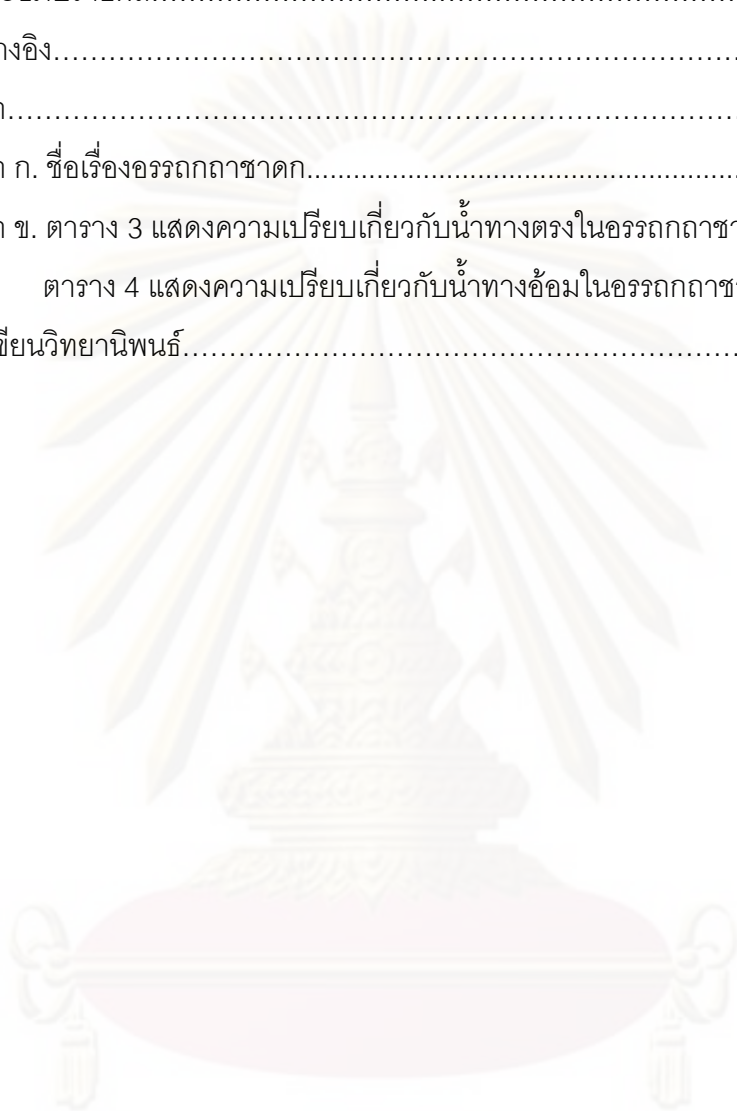 างอิง……………………………………………………………
า……………………………………………………………
า ก. ชื่อเรื่องอรรถกถาชาดก……………………………………………………
า ข. ตาราง 3 แสดงความเปรียบเกี่ยวกับน้ำทางตรงในอรรถกถาชา
ตาราง 4 แสดงความเปรียบเกี่ยวกับน้ำทางอ้อมในอรรถกถาชา
ขียนวิทยานิพนธ์……………………………………………………